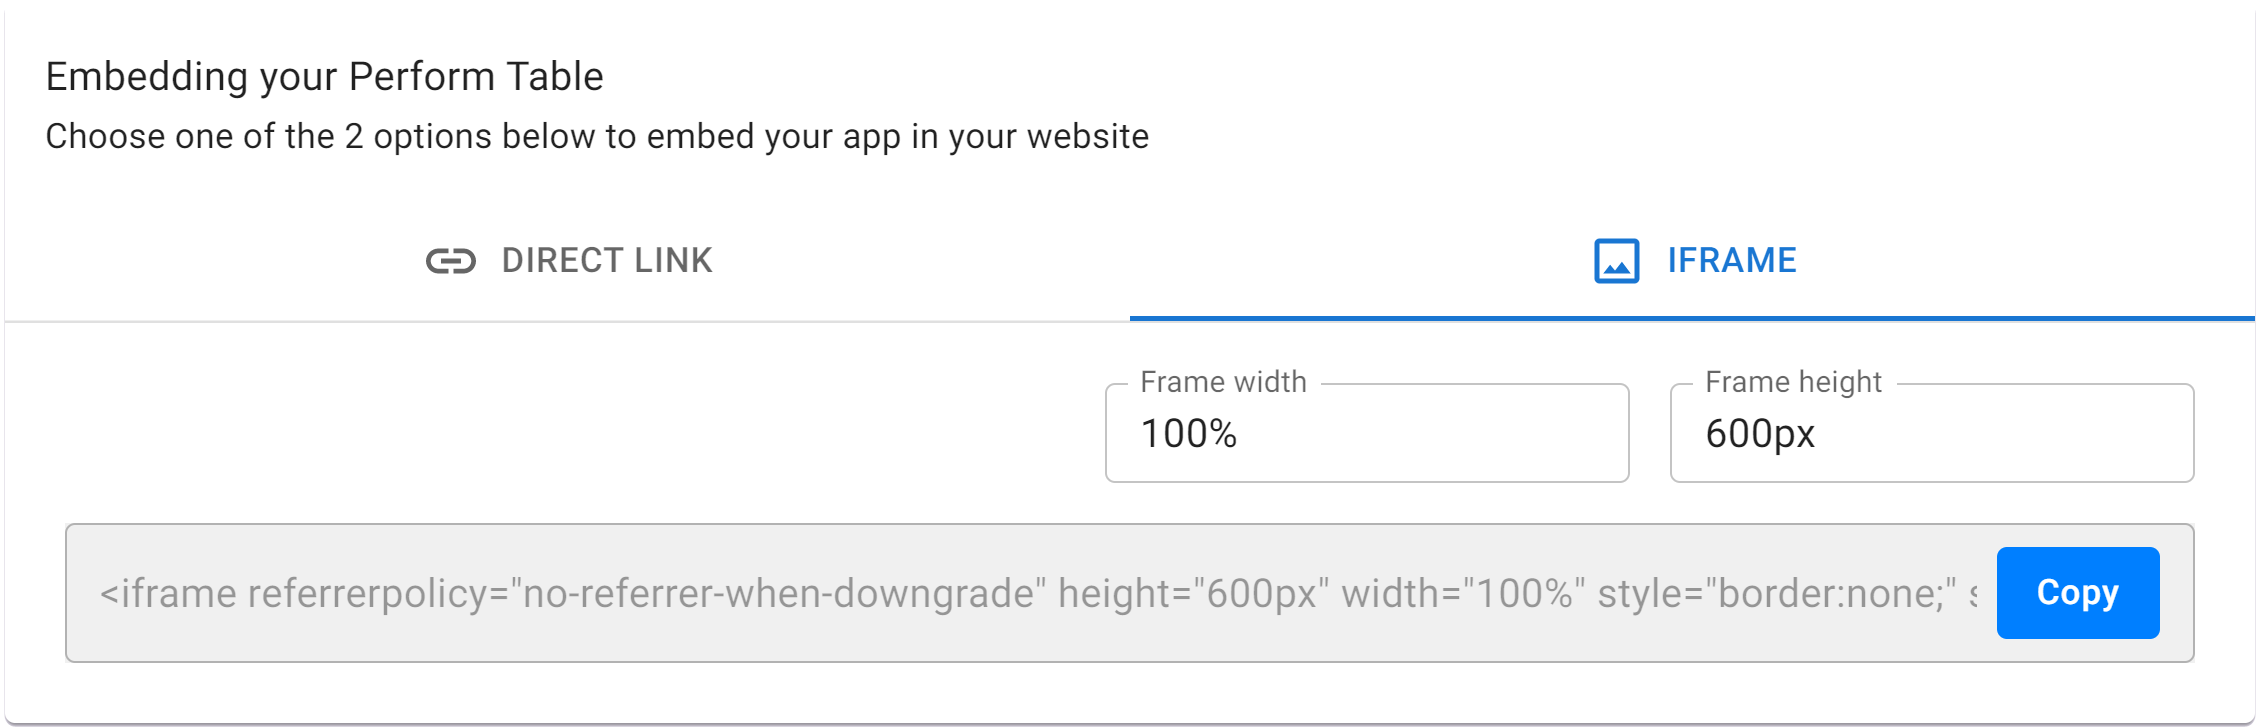 Embedding your Perform Table
Choose one of the 2 options below to embed your app in your website
DIRECT LINK
IFRAME
Frame width
100%
Frame height
600px
<iframe referrerpolicy="no-referrer-when-downgrade" height="600px" width="100%" style="border:none;"
Copy